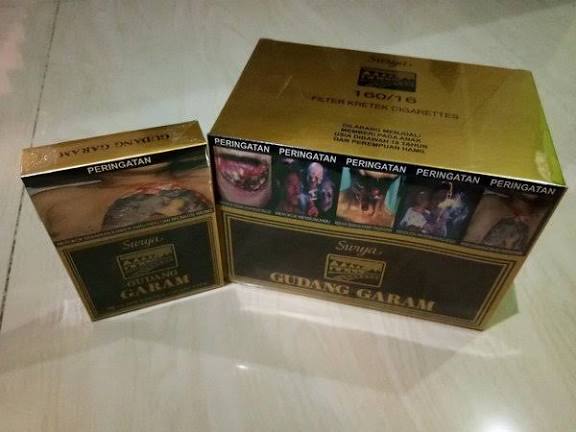 Surya
160/16
FILTER KRETEK CIGARETTES
DILARANG MENJUAL/
MEMBERI PADA ANAK
USIA DIBAWAH 18 TAHUN
DAN PEREMPUAN HAMIL
PERINGATAN
PERINGATAN
PERINGATAN
PERINGATAN
PERINGATAN
Surya
GUDANG GARAM
GUDANG GARAM
PERINGATAN
Surya
GUDANG
GARAM